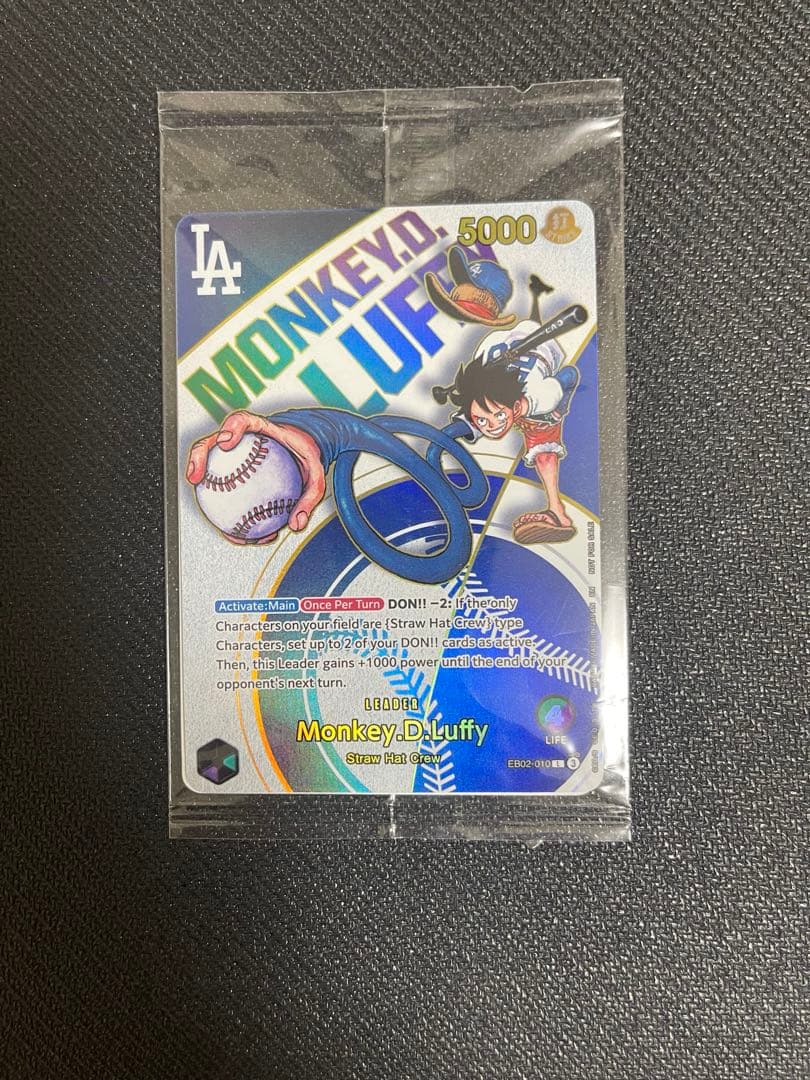 LA
5000
MONKEY.D.
LUFFY
LA
Activate:Main Once Per Turn DON!! −2: If the only
Characters on your field are {Straw Hat Crew} type
Characters, set up to 2 of your DON!! cards as active.
Then, this Leader gains +1000 power until the end of your
opponent's next turn.
LEADER
Monkey.D.Luffy
Straw Hat Crew
4
LIFE
EB02-010 L 3
NOT FOR SALE
EN